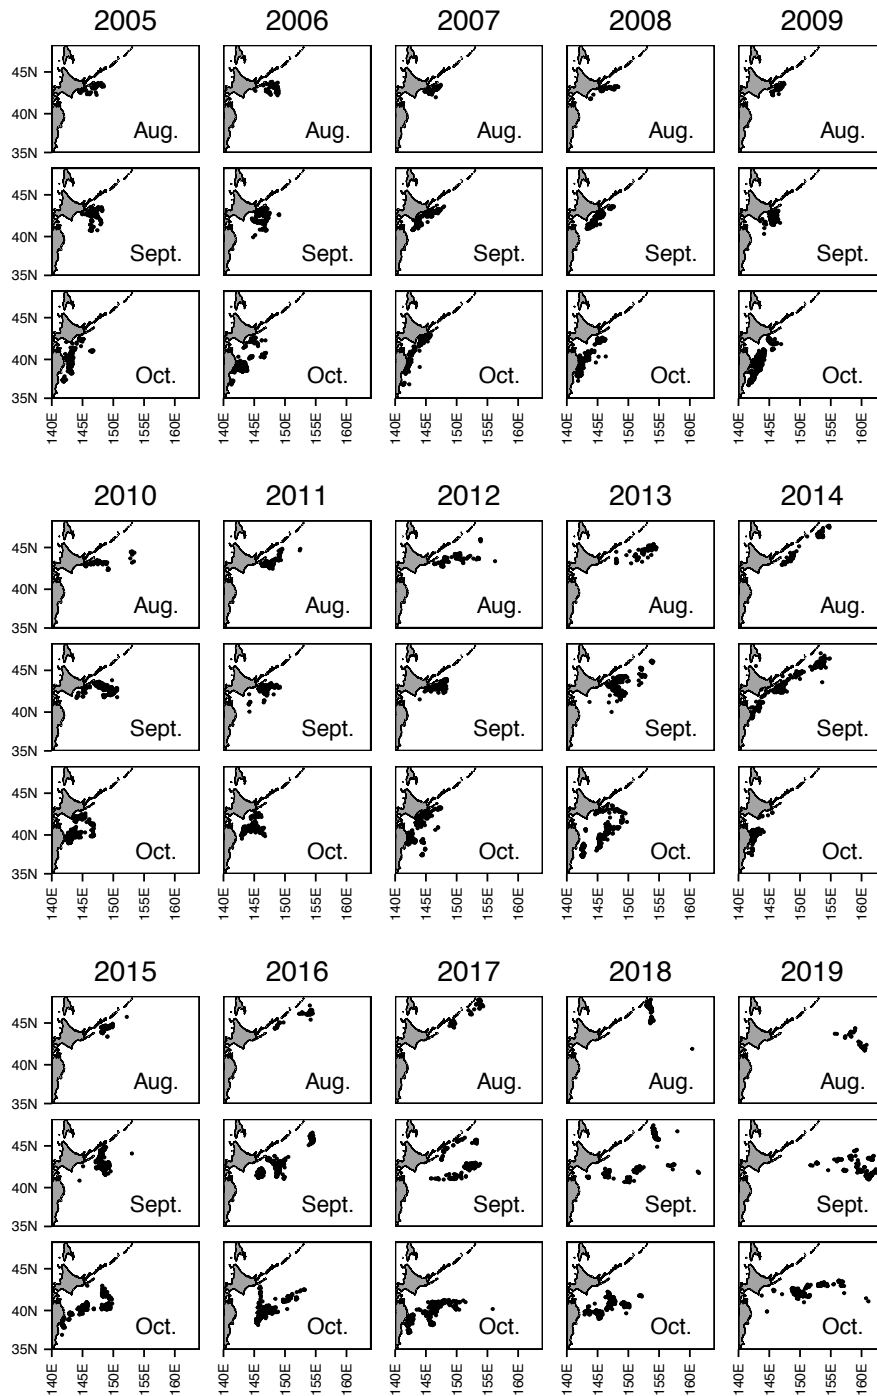 2005 2006 2007 2008 2009
45N
40N
35N
Aug. Aug. Aug. Aug. Aug.
45N
40N
35N
Sept. Sept. Sept. Sept. Sept.
45N
40N
35N
Oct. Oct. Oct. Oct. Oct.
140E 145E 150E 155E 160E 140E 145E 150E 155E 160E 140E 145E 150E 155E 160E 140E 145E 150E 155E 160E 140E 145E 150E 155E 160E
2010 2011 2012 2013 2014
45N
40N
35N
Aug. Aug. Aug. Aug. Aug.
45N
40N
35N
Sept. Sept. Sept. Sept. Sept.
45N
40N
35N
Oct. Oct. Oct. Oct. Oct.
140E 145E 150E 155E 160E 140E 145E 150E 155E 160E 140E 145E 150E 155E 160E 140E 145E 150E 155E 160E 140E 145E 150E 155E 160E
2015 2016 2017 2018 2019
45N
40N
35N
Aug. Aug. Aug. Aug. Aug.
45N
40N
35N
Sept. Sept. Sept. Sept. Sept.
45N
40N
35N
Oct. Oct. Oct. Oct. Oct.
140E 145E 150E 155E 160E 140E 145E 150E 155E 160E 140E 145E 150E 155E 160E 140E 145E 150E 155E 160E 140E 145E 150E 155E 160E